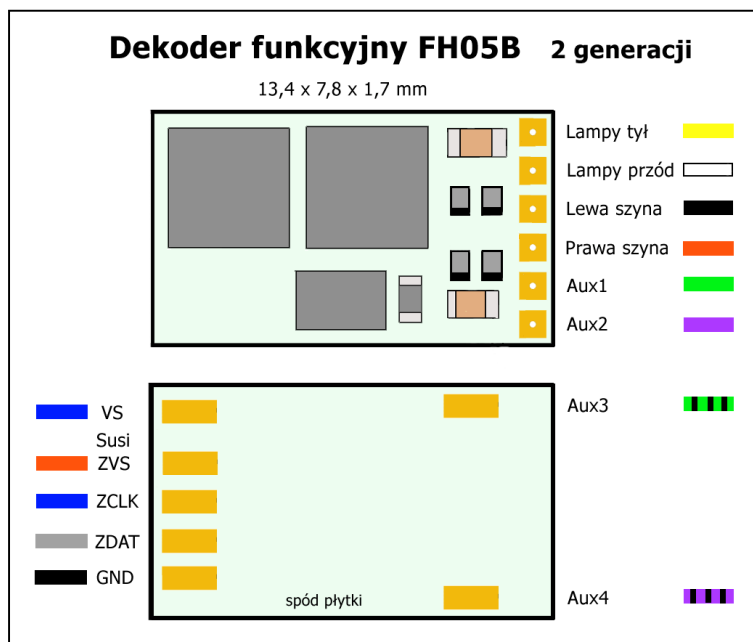 Dekoder funkcyjny FH05B 2 generacji
13,4 x 7,8 x 1,7 mm
Lampy tył
Lampy przód
Lewa szyna
Prawa szyna
Aux1
Aux2
VS
Susi
ZVS
ZCLK
ZDAT
GND
Aux3
Aux4
spód płytki